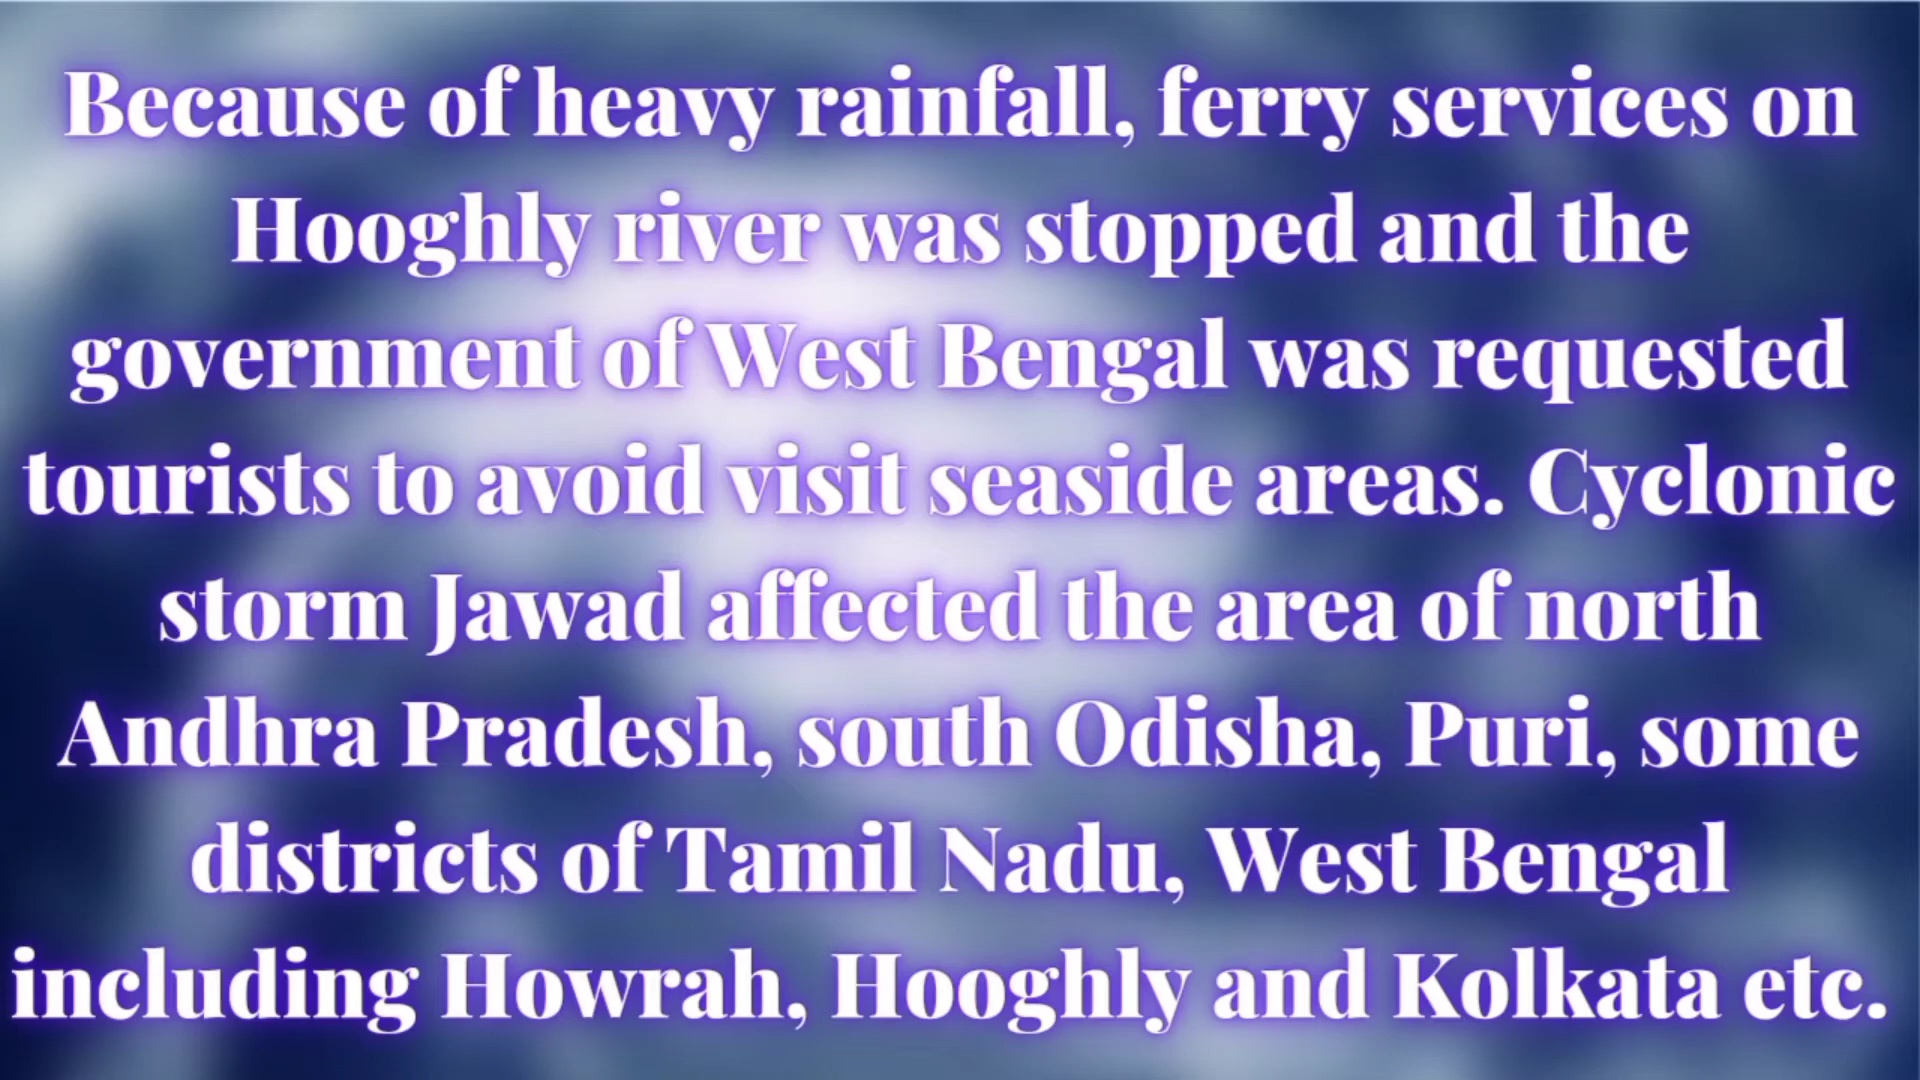 Because of heavy rainfall, ferry services on
Hooghly river was stopped and the
government of West Bengal was requested
tourists to avoid visit seaside areas. Cyclonic
storm Jawad affected the area of north
Andhra Pradesh, south Odisha, Puri, some
districts of Tamil Nadu, West Bengal
including Howrah, Hooghly and Kolkata etc.